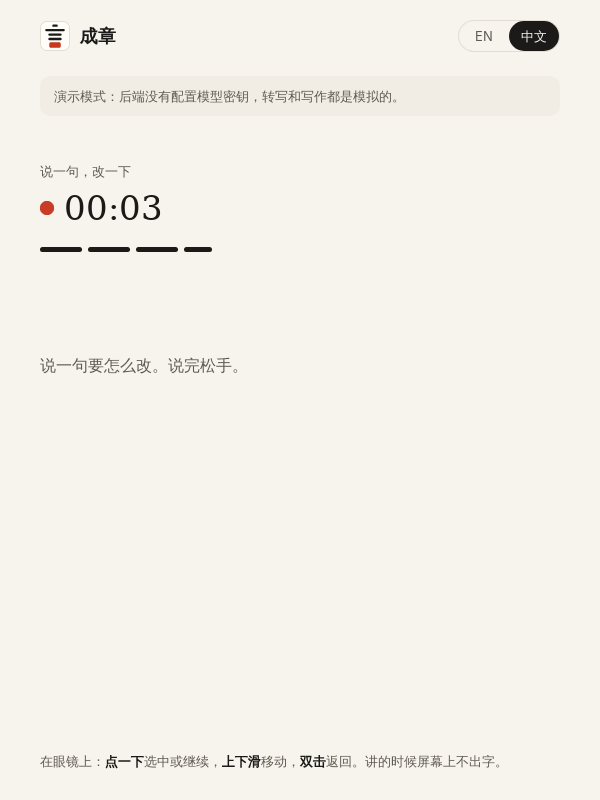 成章
EN 中文
演示模式：后端没有配置模型密钥，转写和写作都是模拟的。
说一句，改一下
00:03
说一句要怎么改。说完松手。
在眼镜上：点一下选中或继续，上下滑移动，双击返回。讲的时候屏幕上不出字。